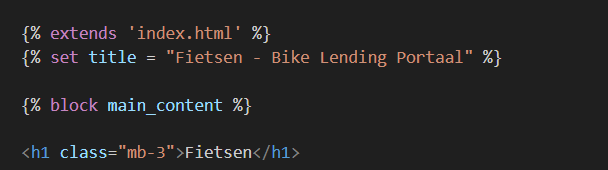 {% extends 'index.html' %}
{% set title = "Fietsen - Bike Lending Portaal" %}
{% block main_content %}
<h1 class="mb-3">Fietsen</h1>